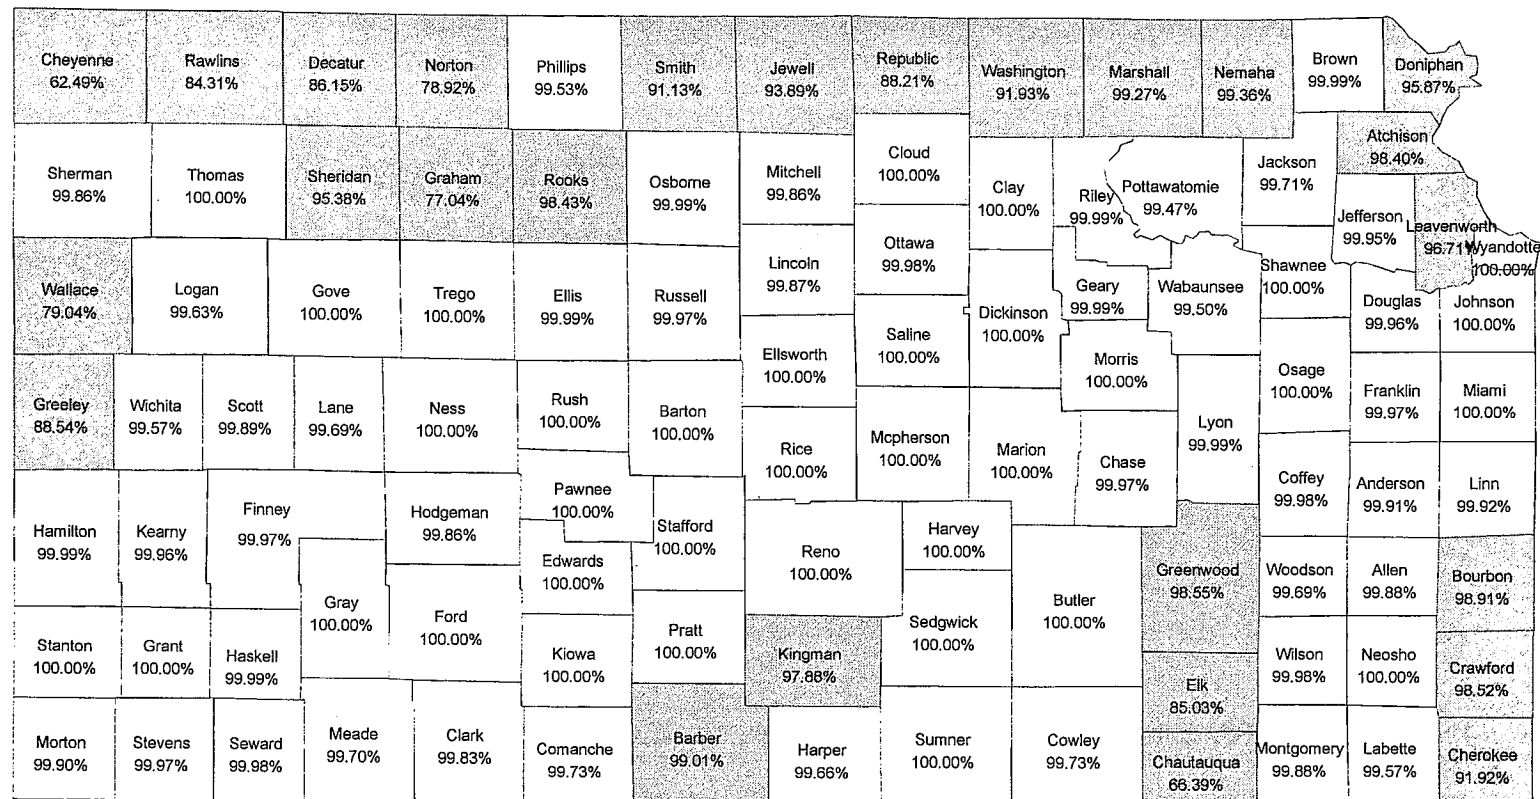 Cheyenne
62.49%
Rawlins
84.31%
Decatur
86.15%
Norton
78.92%
Phillips
99.53%
Smith
91.13%
Jewell
93.89%
Republic
88.21%
Washington
91.93%
Marshall
99.27%
Nemaha
99.36%
Brown
99.99%
Doniphan
95.87%
Atchison
98.40%
Sherman
99.86%
Thomas
100.00%
Sheridan
95.38%
Graham
77.04%
Rooks
98.43%
Osborne
99.99%
Mitchell
99.86%
Cloud
100.00%
Clay
100.00%
Riley
99.99%
Pottawatomie
99.47%
Jackson
99.71%
Jefferson
99.95%
Leavenworth
96.71%
Wyandotte
100.00%
Wallace
79.04%
Logan
99.63%
Gove
100.00%
Trego
100.00%
Ellis
99.99%
Russell
99.97%
Lincoln
99.87%
Ottawa
99.98%
Dickinson
100.00%
Geary
99.99%
Wabaunsee
99.50%
Shawnee
100.00%
Douglas
99.96%
Johnson
100.00%
Ellsworth
100.00%
Saline
100.00%
Morris
100.00%
Osage
100.00%
Franklin
99.97%
Miami
100.00%
Greeley
88.54%
Wichita
99.57%
Scott
99.89%
Lane
99.69%
Ness
100.00%
Rush
100.00%
Barton
100.00%
Rice
100.00%
Mcpherson
100.00%
Marion
100.00%
Chase
99.97%
Lyon
99.99%
Coffey
99.98%
Anderson
99.91%
Linn
99.92%
Hamilton
99.99%
Kearny
99.96%
Finney
99.97%
Hodgeman
99.86%
Pawnee
100.00%
Stafford
100.00%
Edwards
100.00%
Reno
100.00%
Harvey
100.00%
Greenwood
98.55%
Woodson
99.69%
Allen
99.88%
Bourbon
98.91%
Gray
100.00%
Ford
100.00%
Sedgwick
100.00%
Butler
100.00%
Stanton
100.00%
Grant
100.00%
Haskell
99.99%
Kiowa
100.00%
Pratt
100.00%
Kingman
97.88%
Elk
85.03%
Wilson
99.98%
Neosho
100.00%
Crawford
98.52%
Morton
99.90%
Stevens
99.97%
Seward
99.98%
Meade
99.70%
Clark
99.83%
Comanche
99.73%
Barber
99.01%
Harper
99.66%
Sumner
100.00%
Cowley
99.73%
Chautauqua
66.39%
Montgomery
99.88%
Labette
99.57%
Cherokee
91.92%